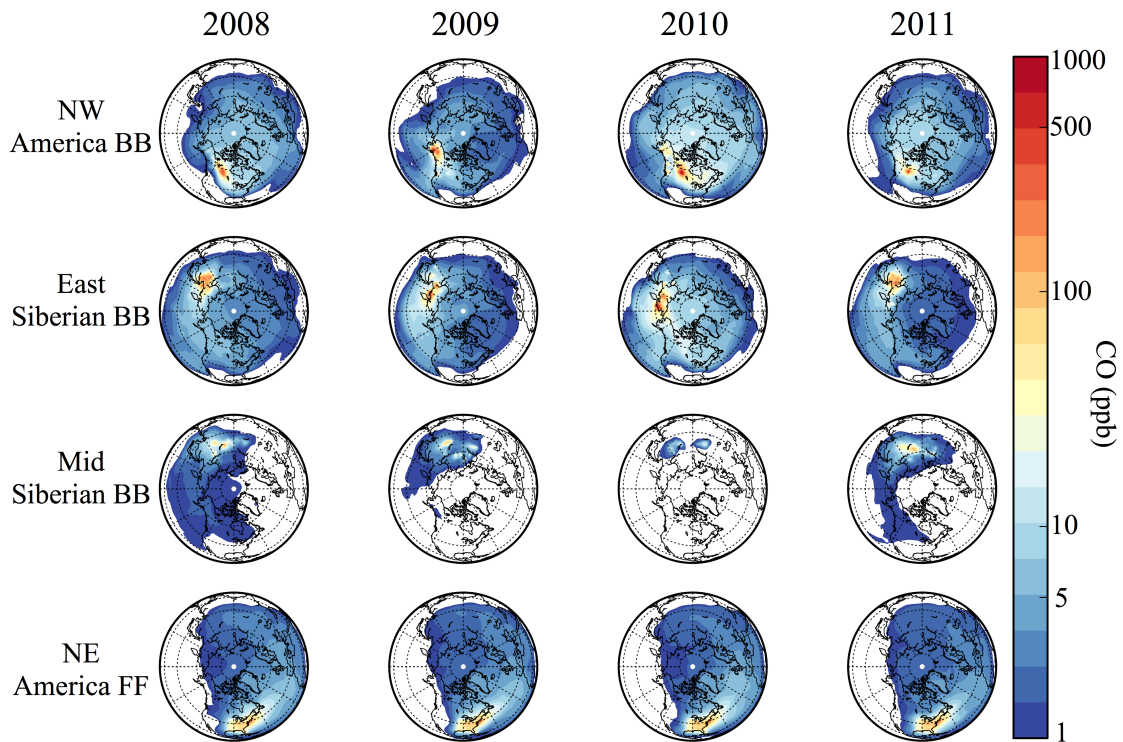 2008 2009 2010 2011
NW
America BB
East
Siberian BB
Mid
Siberian BB
NE
America FF
1000
500
100
10
5
1
CO (ppb)